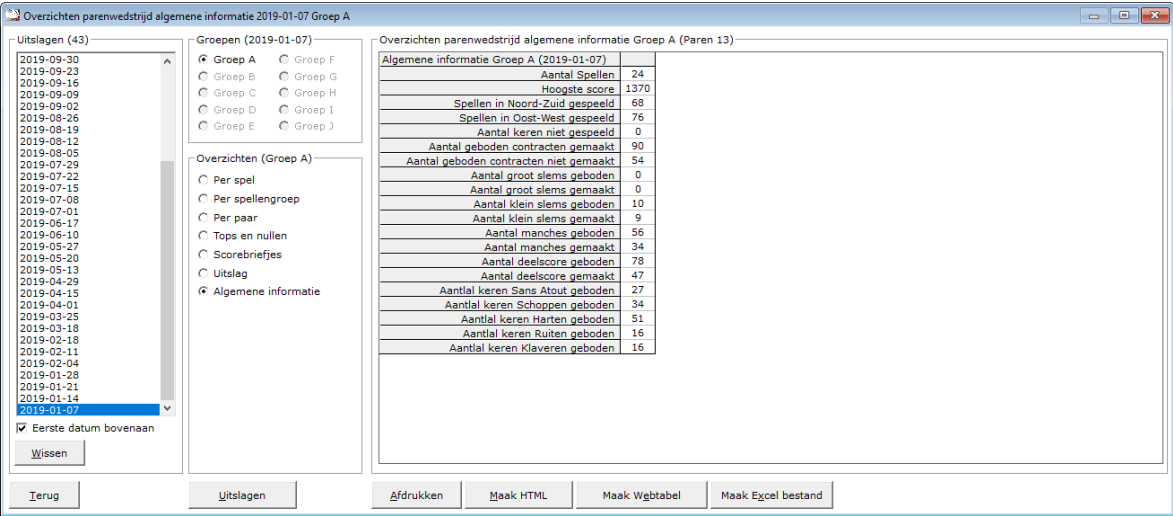 Overzichten parenwedstrijd algemene informatie 2019-01-07 Groep A
Uitslagen (43)
2019-09-30
2019-09-23
2019-09-16
2019-09-09
2019-09-02
2019-08-26
2019-08-19
2019-08-12
2019-08-05
2019-07-29
2019-07-22
2019-07-15
2019-07-08
2019-07-01
2019-06-17
2019-06-10
2019-05-27
2019-05-20
2019-05-13
2019-04-29
2019-04-15
2019-04-01
2019-03-25
2019-03-18
2019-02-18
2019-02-11
2019-02-04
2019-01-28
2019-01-21
2019-01-14
2019-01-07
Eerste datum bovenaan
Wissen
Groepen (2019-01-07)
Groep A Groep F
Groep B Groep G
Groep C Groep H
Groep D Groep I
Groep E Groep J
Overzichten (Groep A)
Per spel
Per spellengroep
Per paar
Tops en nullen
Scorebriefjes
Uitslag
Algemene informatie
Overzichten parenwedstrijd algemene informatie Groep A (Paren 13)
Algemene informatie Groep A (2019-01-07)
Aantal Spellen 24
Hoogste score 1370
Spellen in Noord-Zuid gespeeld 68
Spellen in Oost-West gespeeld 76
Aantal keren niet gespeeld 0
Aantal geboden contracten gemaakt 90
Aantal geboden contracten niet gemaakt 54
Aantal groot slems geboden 0
Aantal groot slems gemaakt 0
Aantal klein slems geboden 10
Aantal klein slems gemaakt 9
Aantal manches geboden 56
Aantal manches gemaakt 34
Aantal deelscore geboden 78
Aantal deelscore gemaakt 47
Aantlal keren Sans Atout geboden 27
Aantlal keren Schoppen geboden 34
Aantlal keren Harten geboden 51
Aantlal keren Ruiten geboden 16
Aantlal keren Klaveren geboden 16
Terug
Uitslagen
Afdrukken
Maak HTML
Maak Webtabel
Maak Excel bestand